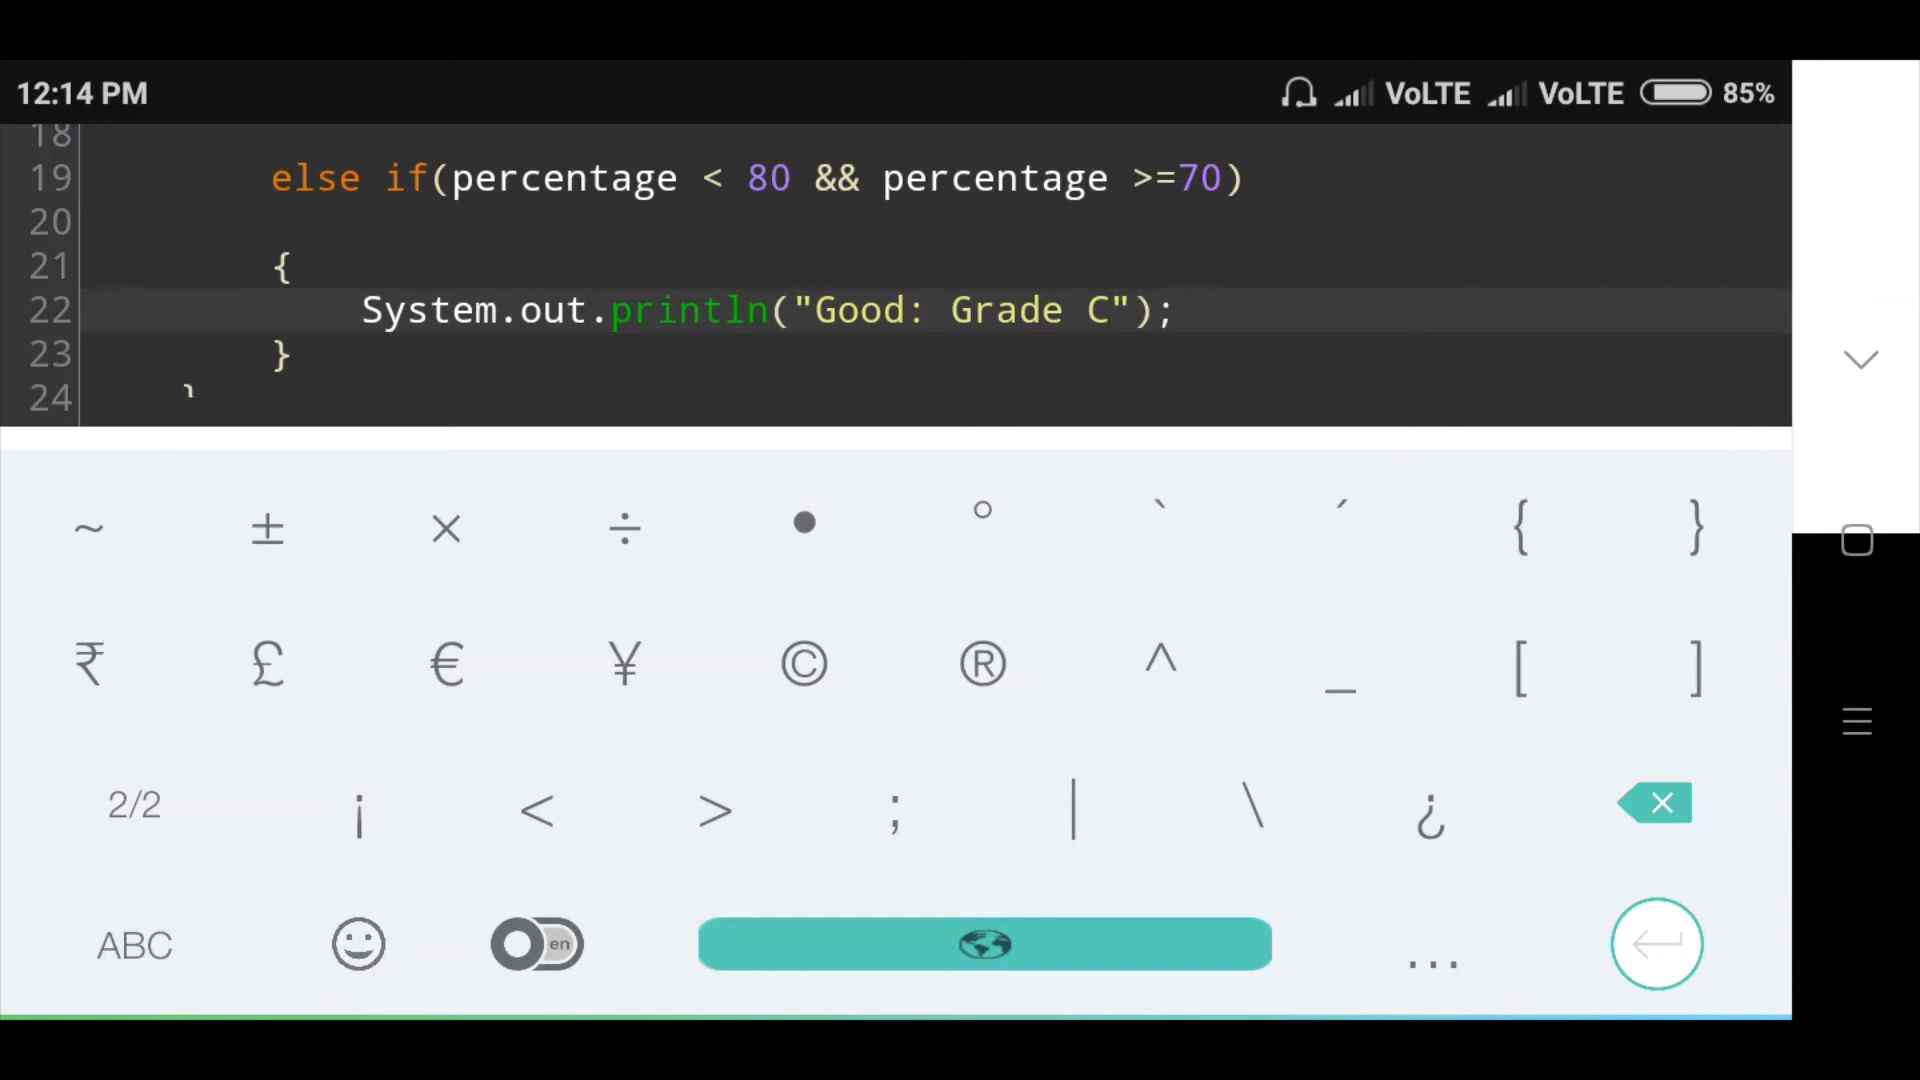 12:14 PM VoLTE VoLTE 85%
18
19 else if(percentage < 80 && percentage >=70)
20
21 {
22 System.out.println("Good: Grade C");
23 }
24 }
~ ± × ÷ • ° ` ´ { }
₹ £ € ¥ © ® ^ _ [ ]
2/2 ¡ < > ; | \ ¿
ABC en ...